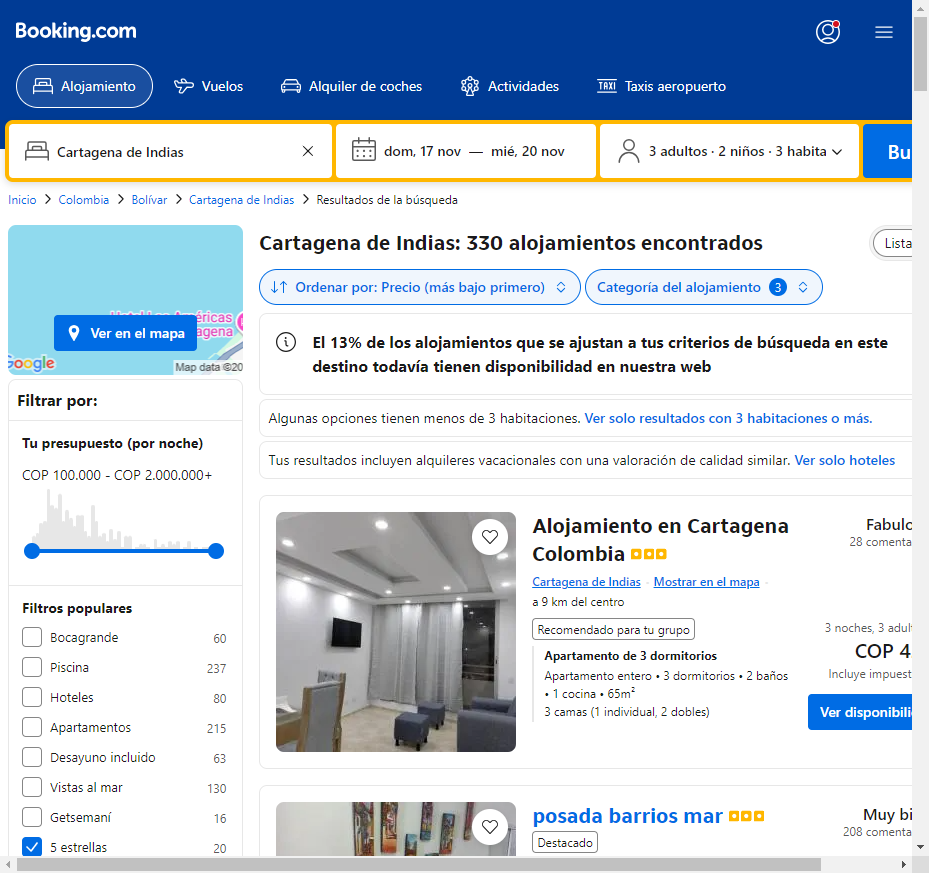 Booking.com
Alojamiento
Vuelos
Alquiler de coches
Actividades
TAXI Taxis aeropuerto
Cartagena de Indias
dom, 17 nov — mié, 20 nov
3 adultos · 2 niños · 3 habita
Bu
Inicio > Colombia > Bolívar > Cartagena de Indias > Resultados de la búsqueda
Ver en el mapa
Google
Map data ©20
Cartagena de Indias: 330 alojamientos encontrados
Lista
Ordenar por: Precio (más bajo primero)
Categoría del alojamiento 3
El 13% de los alojamientos que se ajustan a tus criterios de búsqueda en este
destino todavía tienen disponibilidad en nuestra web
Algunas opciones tienen menos de 3 habitaciones. Ver solo resultados con 3 habitaciones o más.
Tus resultados incluyen alquileres vacacionales con una valoración de calidad similar. Ver solo hoteles
Filtrar por:
Tu presupuesto (por noche)
COP 100.000 - COP 2.000.000+
Filtros populares
Bocagrande 60
Piscina 237
Hoteles 80
Apartamentos 215
Desayuno incluido 63
Vistas al mar 130
Getsemaní 16
5 estrellas 20
Alojamiento en Cartagena
Colombia
Cartagena de Indias · Mostrar en el mapa ·
a 9 km del centro
Recomendado para tu grupo
Apartamento de 3 dormitorios
Apartamento entero • 3 dormitorios • 2 baños
• 1 cocina • 65m²
3 camas (1 individual, 2 dobles)
Fabulo
28 comenta
3 noches, 3 adult
COP 4
Incluye impuest
Ver disponibili
posada barrios mar
Destacado
Muy bi
208 comenta